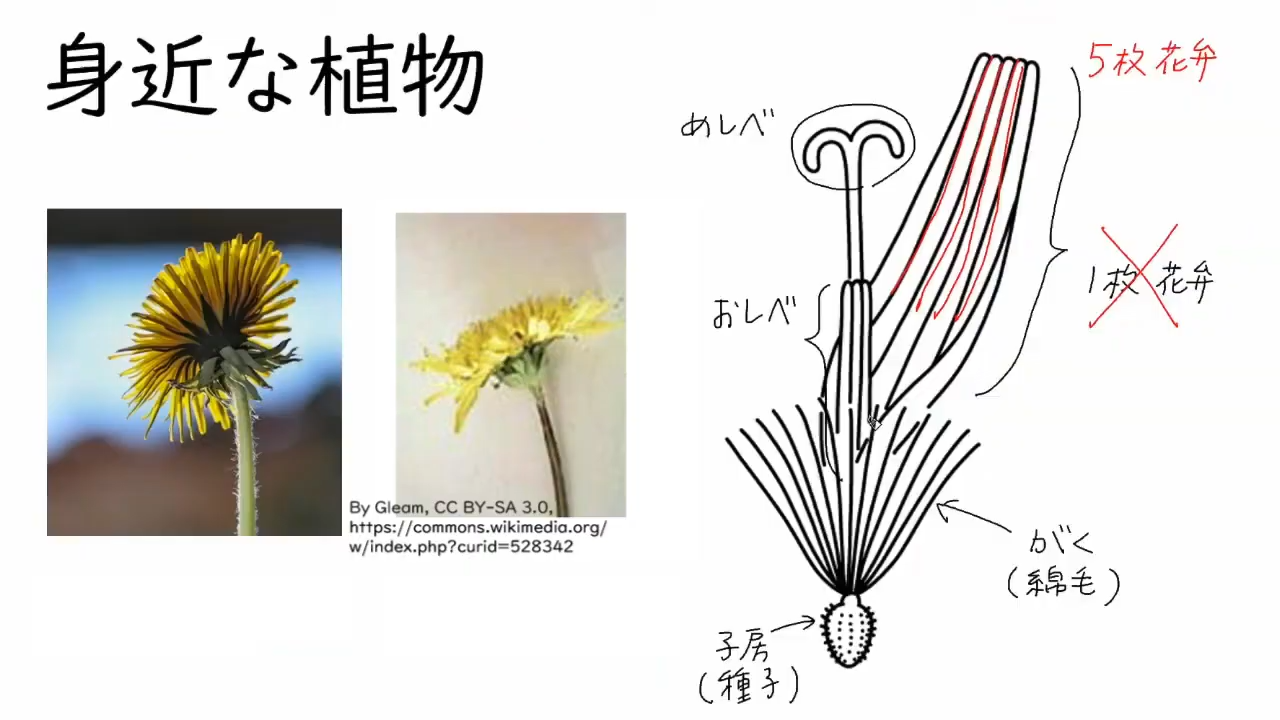 身近な植物
By Gleam, CC BY-SA 3.0,
https://commons.wikimedia.org/
w/index.php?curid=528342
めしべ
5枚 花弁
1枚 花弁
おしべ
がく
(綿毛)
子房
(種子)